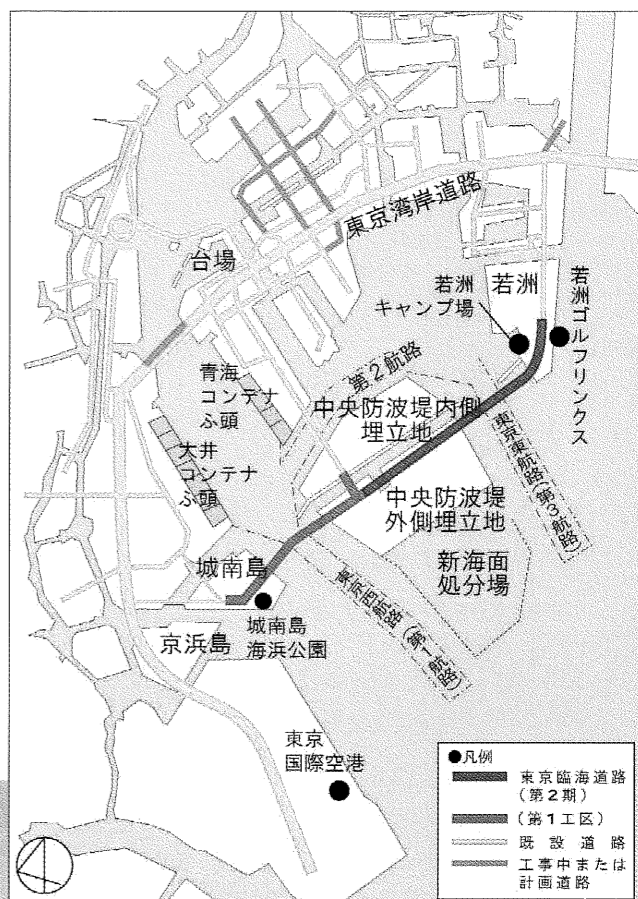 東京湾岸道路
台場
若洲
キャンプ場
若洲
若洲ゴルフリンクス
青海
コンテナ
ふ頭
第2航路
中央防波堤内側
埋立地
大井
コンテナ
ふ頭
東京東航路(第3航路)
中央防波堤
外側埋立地
城南島
新海面
処分場
東京西航路(第1航路)
京浜島
城南島
海浜公園
東京
国際空港
凡例
東京臨海道路
(第2期)
(第1工区)
既設道路
工事中または
計画道路